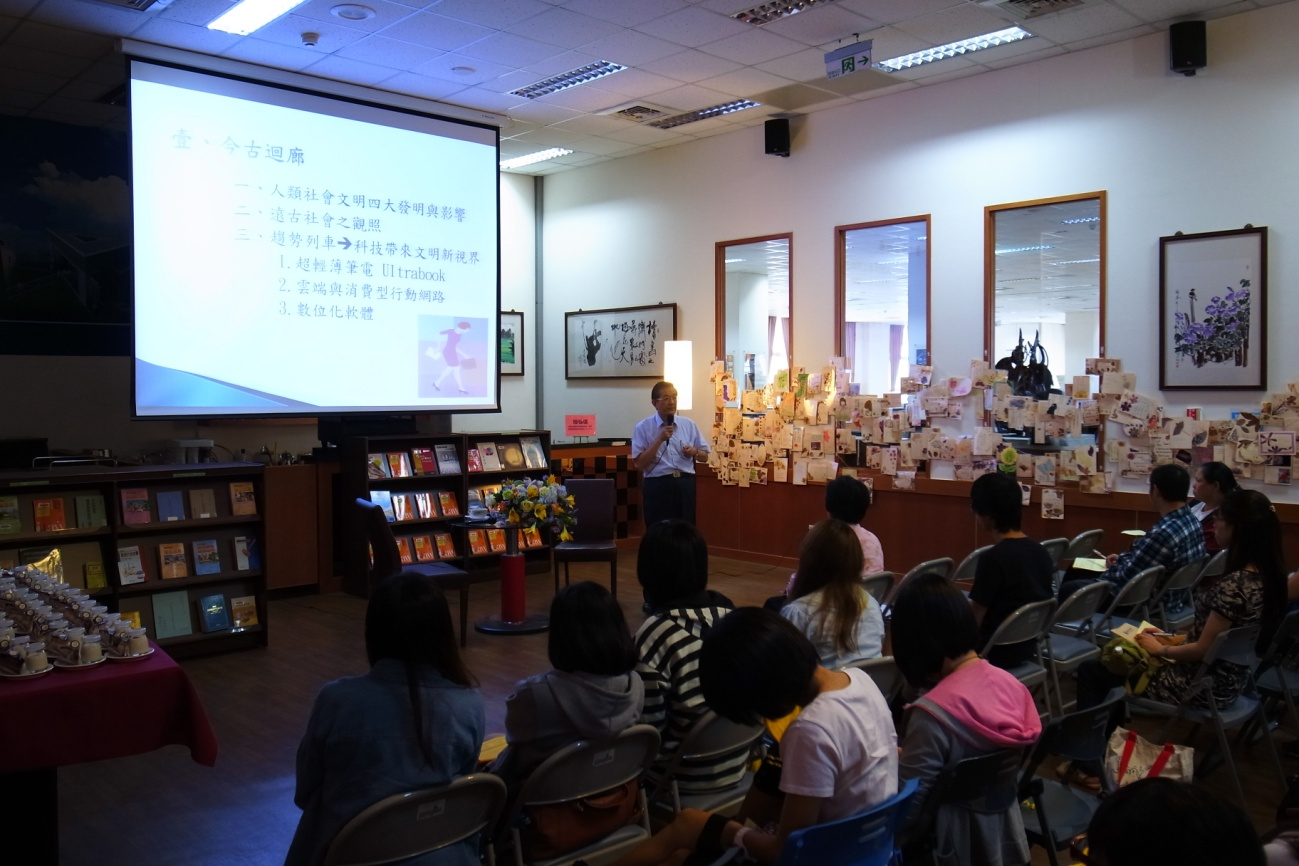 壹、今古迴廊
一、人類社會文明四大發明與影響
二、遠古社會之觀照
三、趨勢列車➔科技帶來文明新視界
1.超輕薄筆電 Ultrabook
2.雲端與消費型行動網路
3.數位化軟體